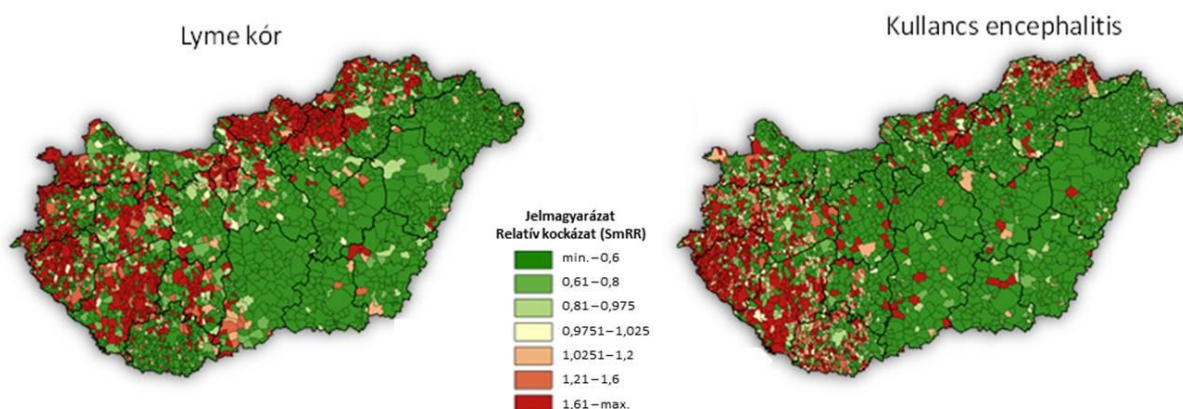 Lyme kór
Kullancs encephalitis
Jelmagyarázat
Relatív kockázat (SmRR)
min.–0,6
0,61–0,8
0,81–0,975
0,9751–1,025
1,0251–1,2
1,21–1,6
1,61–max.